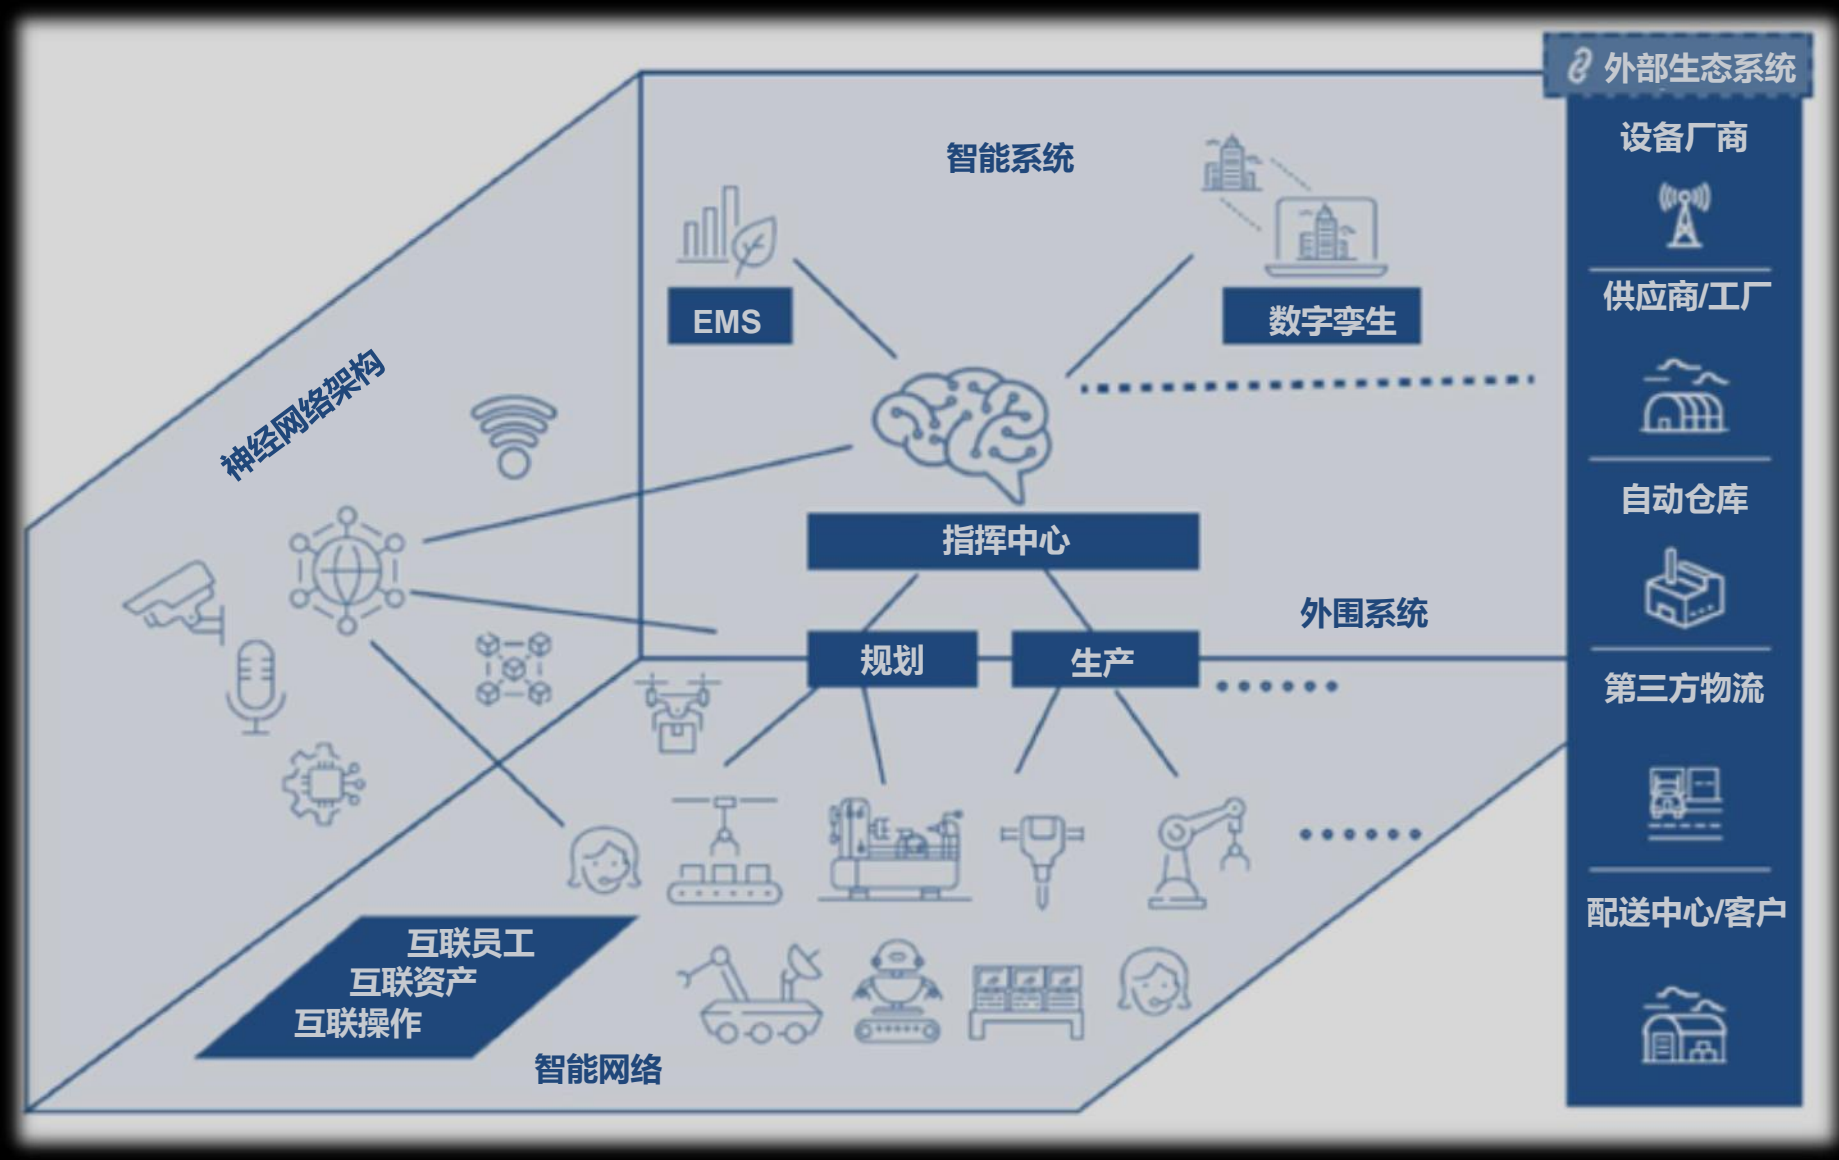 外部生态系统
设备厂商
智能系统
供应商/工厂
EMS
数字孪生
神经网络架构
自动仓库
指挥中心
外围系统
规划
生产
第三方物流
配送中心/客户
互联员工
互联资产
互联操作
智能网络